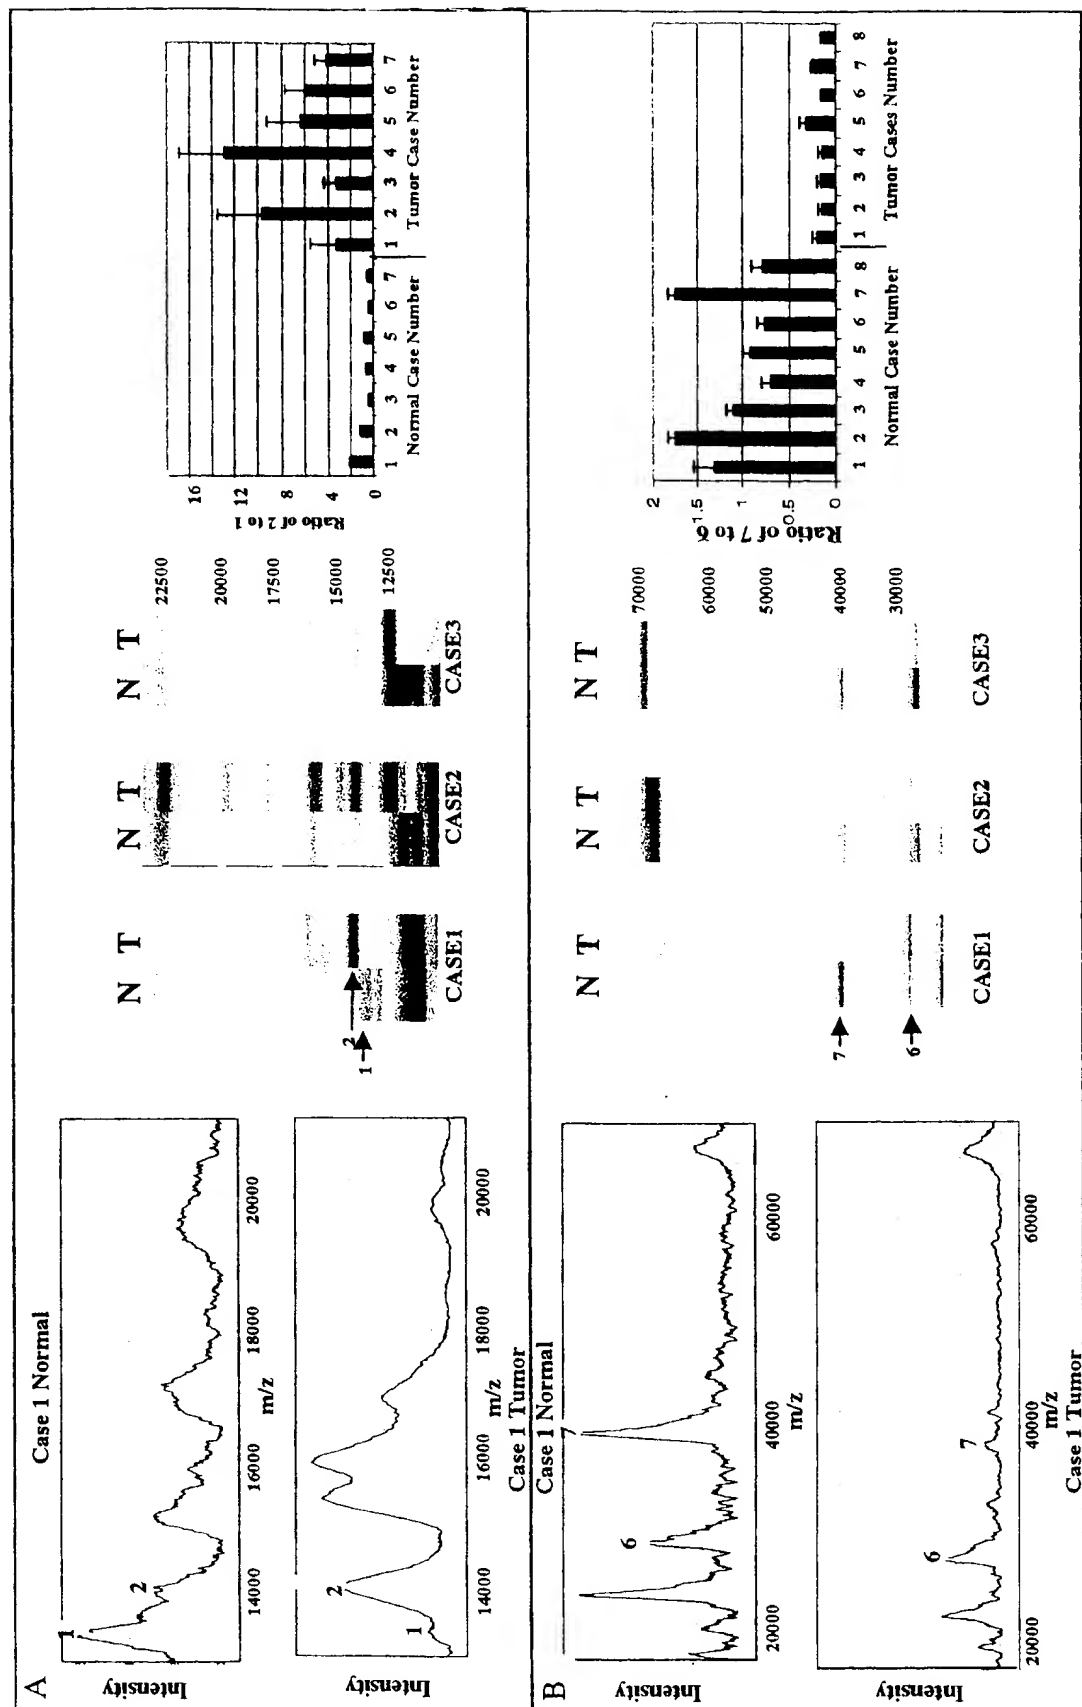 A
Case 1 Normal
Intensity
1
2
14000
16000
18000
20000
m/z
Intensity
1
2
14000
16000
18000
20000
m/z
Case 1 Tumor
N T
N T
N T
1
2
CASE1
CASE2
CASE3
22500
20000
17500
15000
12500
Ratio of 2 to 1
16
12
8
4
0
1 2 3 4 5 6 7 1 2 3 4 5 6 7
Normal Case Number
Tumor Case Number
B
Case 1 Normal
Intensity
6
7
20000
40000
60000
m/z
Intensity
6
7
20000
40000
60000
m/z
Case 1 Tumor
N T
N T
N T
7
6
CASE1
CASE2
CASE3
70000
60000
50000
40000
30000
Ratio of 7 to 6
2
1.5
1
0.5
0
1 2 3 4 5 6 7 8 1 2 3 4 5 6 7 8
Normal Case Number
Tumor Cases Number